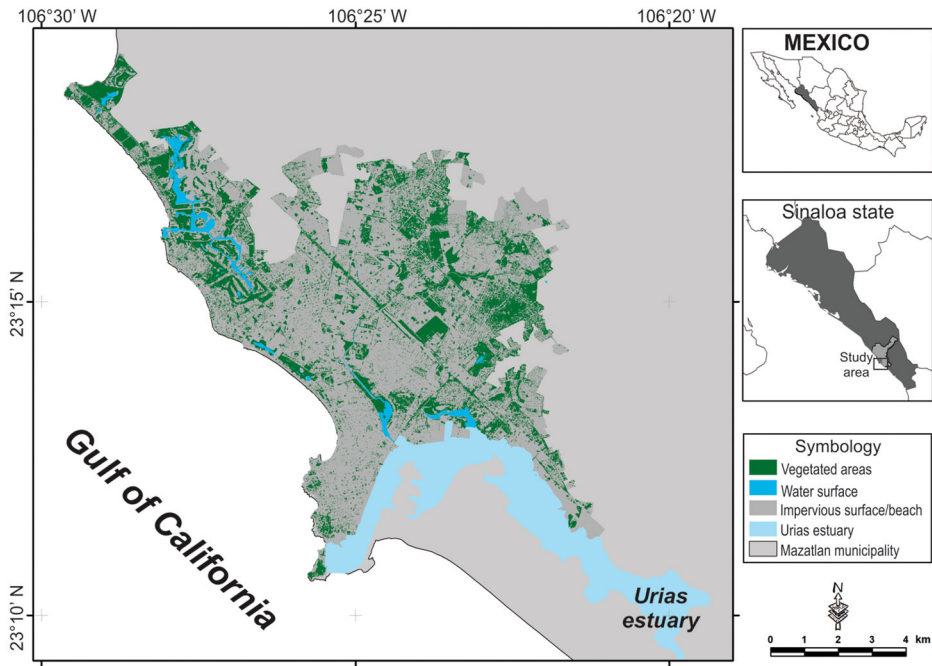 106°30' W
106°25' W
106°20' W
23°15' N
23°10' N
Gulf of California
Urias
estuary
MEXICO
Sinaloa state
Study
area
Symbology
Vegetated areas
Water surface
Impervious surface/beach
Urias estuary
Mazatlan municipality
N
0 1 2 3 4 km